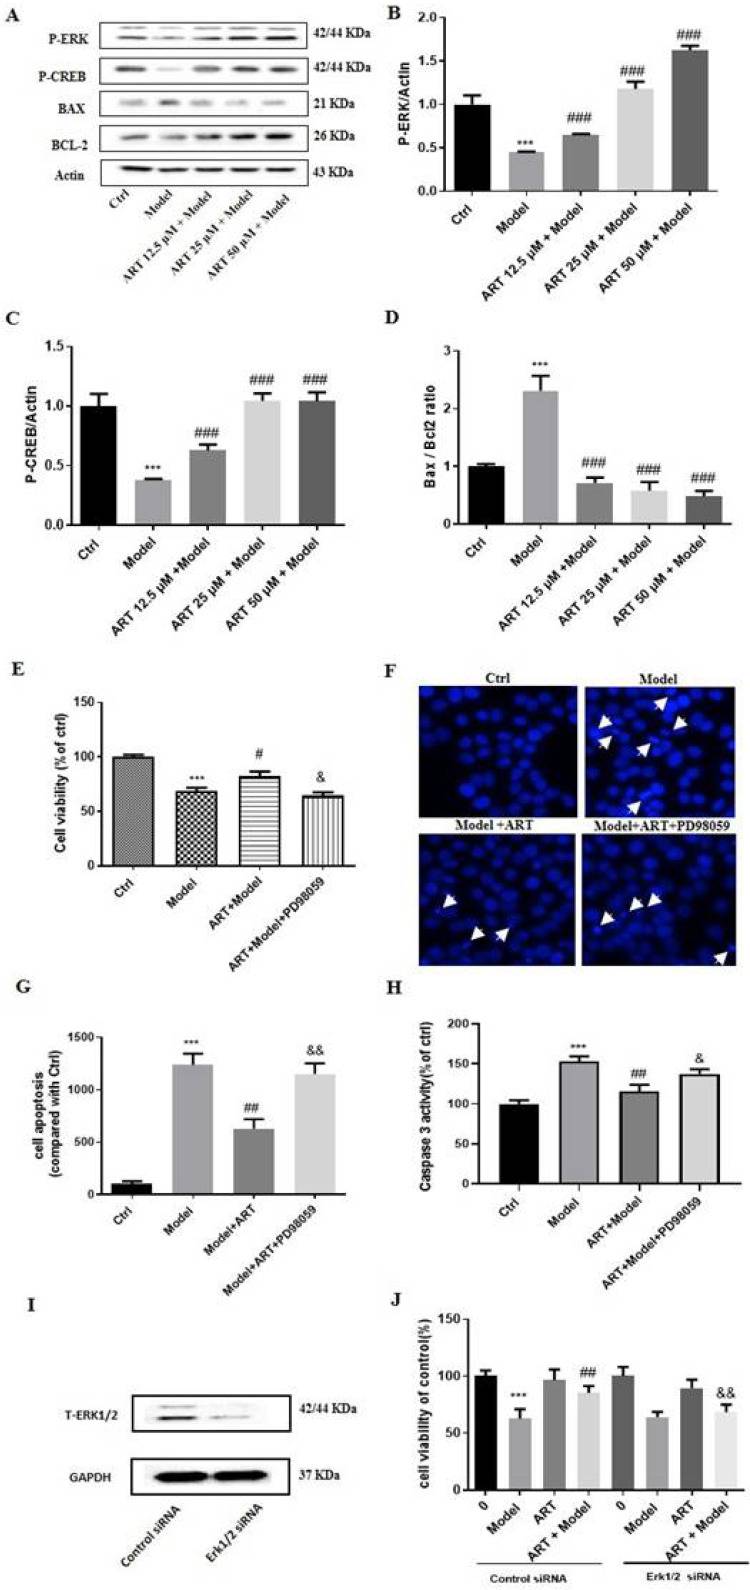 A
P-ERK
42/44 KDa
P-CREB
42/44 KDa
BAX
21 KDa
BCL-2
26 KDa
Actin
43 KDa
Ctrl
Model
ART 12.5 µM + Model
ART 25 µM + Model
ART 50 µM + Model
B
P-ERK/Actin
2.0
1.5
1.0
0.5
0.0
***
###
###
###
Ctrl
Model
ART 12.5 µM + Model
ART 25 µM + Model
ART 50 µM + Model
C
P-CREB/Actin
1.5
1.0
0.5
0.0
***
###
###
###
Ctrl
Model
ART 12.5 µM +Model
ART 25 µM + Model
ART 50 µM + Model
D
Bax / Bcl2 ratio
3
2
1
0
***
###
###
###
Ctrl
Model
ART 12.5 µM + Model
ART 25 µM + Model
ART 50 µM + Model
E
Cell viability (% of ctrl)
150
100
50
0
***
#
&
Ctrl
Model
ART+Model
ART+Model+PD98059
F
Ctrl
Model
Model +ART
Model+ART+PD98059
G
cell apoptosis
(compared with Ctrl)
1500
1000
500
0
***
##
&&
Ctrl
Model
Model+ART
Model+ART+PD98059
H
Caspase 3 activity(% of ctrl)
200
150
100
50
0
***
##
&
Ctrl
Model
ART+Model
ART+Model+PD98059
I
T-ERK1/2
42/44 KDa
GAPDH
37 KDa
Control siRNA
Erk1/2 siRNA
J
cell viability of control(%)
150
100
50
0
***
##
&&
0
Model
ART
ART + Model
0
Model
ART
ART + Model
Control siRNA
Erk1/2 siRNA